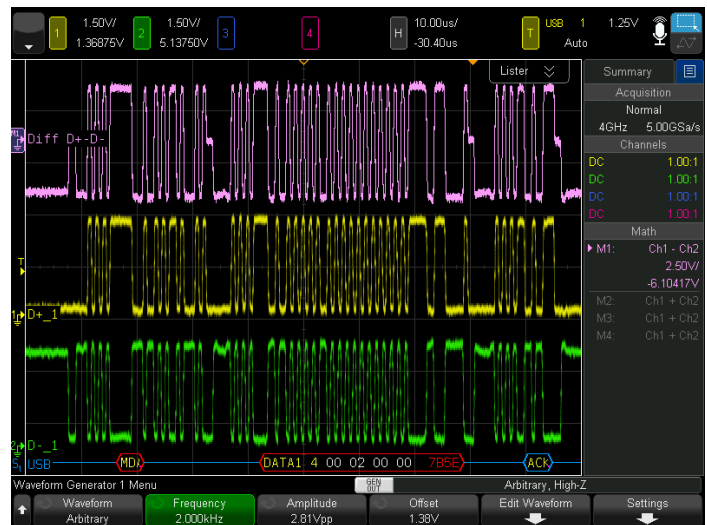 1 1.50V/ 1.36875V 2 1.50V/ 5.13750V 3 4 H 10.00us/ -30.40us T USB 1 1.25V Auto
Lister
Summary
Acquisition
Normal
4GHz 5.00GSa/s
Channels
DC 1.00:1
DC 1.00:1
DC 1.00:1
DC 1.00:1
Math
M1: Ch1 - Ch2
2.50V/
-6.10417V
M2: Ch1 + Ch2
M3: Ch1 + Ch2
M4: Ch1 + Ch2
M1 Diff D+-D-
T
1 D+_1
2 D-_1
S1 USB MDA DATA1 4 00 02 00 00 7B5E ACK
Waveform Generator 1 Menu GEN OUT Arbitrary, High-Z
Waveform Frequency Amplitude Offset Edit Waveform Settings
Arbitrary 2.000kHz 2.81Vpp 1.38V